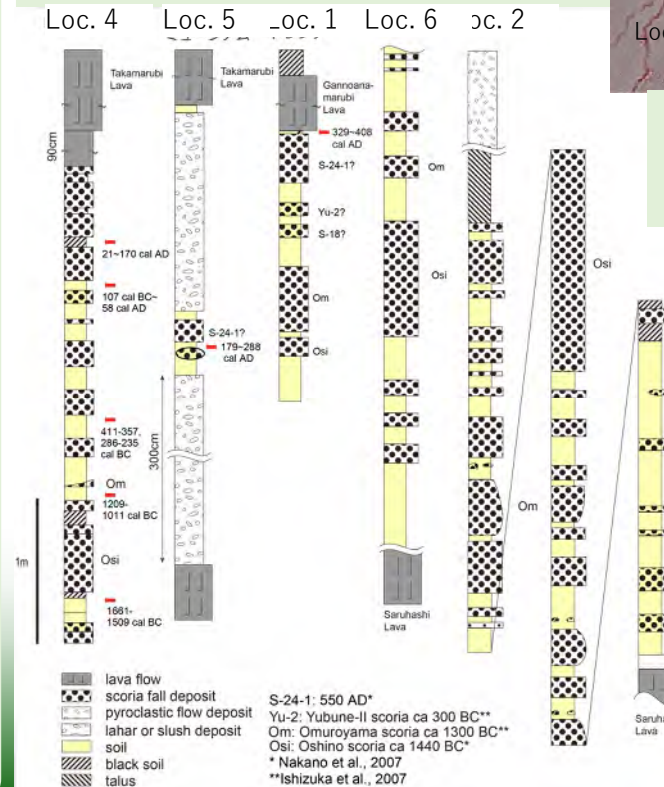 Loc. 4
Loc. 5
oc. 1
Loc. 6
oc. 2
Lo
Takamarubi
Lava
90cm
21~170 cal AD
107 cal BC~
58 cal AD
411-357,
286-235
cal BC
Om
1209-
1011 cal BC
Osi
1661-
1509 cal BC
1m
Takamarubi
Lava
S-24-1?
179~288
cal AD
300cm
Gannoana-
marubi
Lava
329~408
cal AD
S-24-1?
Yu-2?
S-18?
Om
Osi
Om
Osi
Saruhashi
Lava
Om
Osi
Saruha
Lava
lava flow
scoria fall deposit
pyroclastic flow deposit
lahar or slush deposit
soil
black soil
talus
S-24-1: 550 AD*
Yu-2: Yubune-II scoria ca 300 BC**
Om: Omuroyama scoria ca 1300 BC**
Osi: Oshino scoria ca 1440 BC*
* Nakano et al., 2007
**Ishizuka et al., 2007